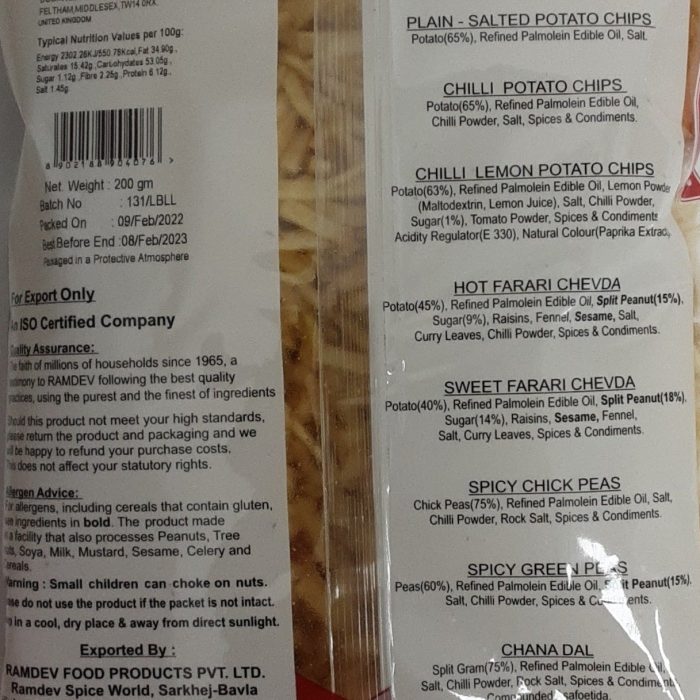 FELTHAM,MIDDLESEX, TW14 0RX
UNITED KINGDOM
Typical Nutrition Values per 100g:
Energy 2302.26KJ/550.75Kcal,Fat 34.90g,
Saturates 15.42g ,Carbohydates 53.05g,
Sugar 1.12g ,Fibre 2.25g ,Protein 6.12g,
Salt 1.45g
8 902168 904076 >
Net. Weight : 200 gm
Batch No : 131/LBLL
Packed On : 09/Feb/2022
Best Before End :08/Feb/2023
Packaged in a Protective Atmosphere
For Export Only
An ISO Certified Company
Quality Assurance:
The faith of millions of households since 1965, a
testimony to RAMDEV following the best quality
practices, using the purest and the finest of ingredients
Should this product not meet your high standards,
please return the product and packaging and we
will be happy to refund your purchase costs.
This does not affect your statutory rights.
Allergen Advice:
For allergens, including cereals that contain gluten,
see ingredients in bold. The product made
in a facility that also processes Peanuts, Tree
nuts, Soya, Milk, Mustard, Sesame, Celery and
cereals.
Warning : Small children can choke on nuts.
Please do not use the product if the packet is not intact.
in a cool, dry place & away from direct sunlight.
Exported By :
RAMDEV FOOD PRODUCTS PVT. LTD.
Ramdev Spice World, Sarkhej-Bavla
PLAIN - SALTED POTATO CHIPS
Potato(65%), Refined Palmolein Edible Oil, Salt.
CHILLI POTATO CHIPS
Potato(65%), Refined Palmolein Edible Oil,
Chilli Powder, Salt, Spices & Condiments.
CHILLI LEMON POTATO CHIPS
Potato(63%), Refined Palmolein Edible Oil, Lemon Powder
(Maltodextrin, Lemon Juice), Salt, Chilli Powder,
Sugar(1%), Tomato Powder, Spices & Condiments
Acidity Regulator(E 330), Natural Colour(Paprika Extrac
HOT FARARI CHEVDA
Potato(45%), Refined Palmolein Edible Oil, Split Peanut(15%),
Sugar(9%), Raisins, Fennel, Sesame, Salt,
Curry Leaves, Chilli Powder, Spices & Condiments.
SWEET FARARI CHEVDA
Potato(40%), Refined Palmolein Edible Oil, Split Peanut(18%),
Sugar(14%), Raisins, Sesame, Fennel,
Salt, Curry Leaves, Spices & Condiments.
SPICY CHICK PEAS
Chick Peas(75%), Refined Palmolein Edible Oil, Salt,
Chilli Powder, Rock Salt, Spices & Condiments.
SPICY GREEN PEAS
Peas(60%), Refined Palmolein Edible Oil, Split Peanut(15%),
Salt, Chilli Powder, Spices & Condiments.
CHANA DAL
Split Gram(75%), Refined Palmolein Edible Oil,
Salt, Chilli Powder, Rock Salt, Spices & Condiments
Compounded Asafoetida.